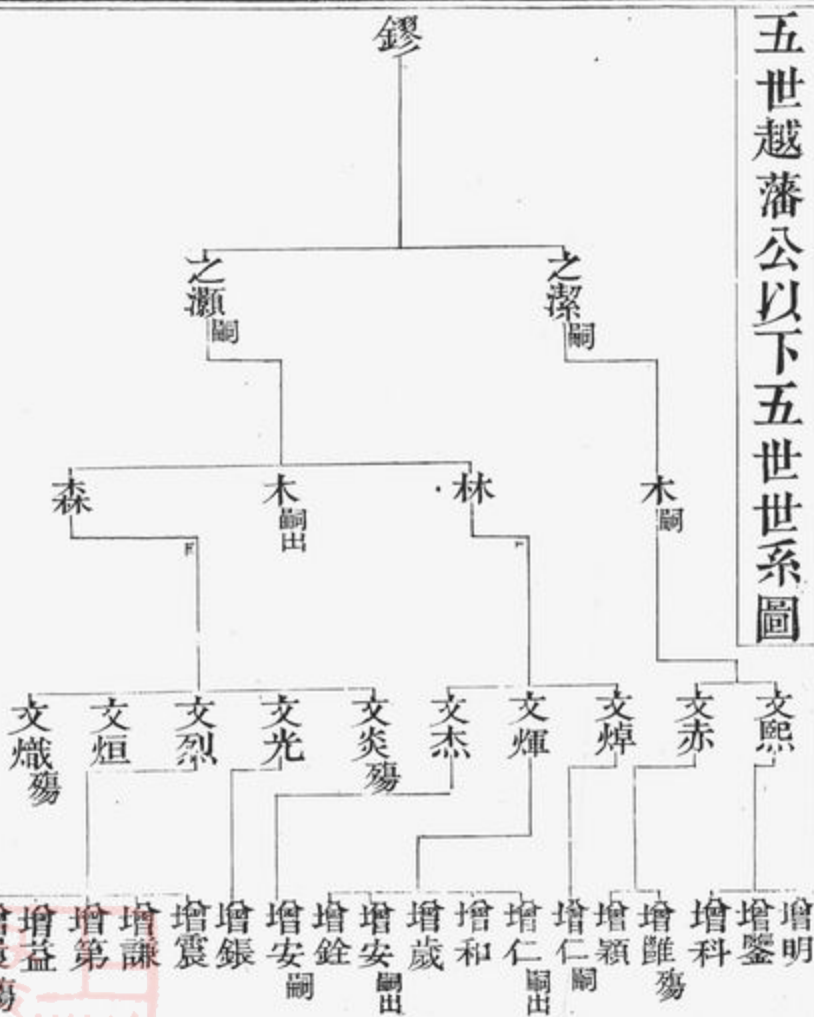 五世越藩公以下五世世系圖
鏐
之潔嗣
之灝嗣
木嗣
林
木嗣出
森
文熙
文赤
文焯
文煇
文杰
文炎殤
文光
文烈
文烜
文熾殤
增明
增鑒
增科
增雝殤
增穎
增仁嗣
增仁嗣出
增和
增歲
增安嗣出
增銓
增安嗣
增鋹
增震
增謙
增第
增益